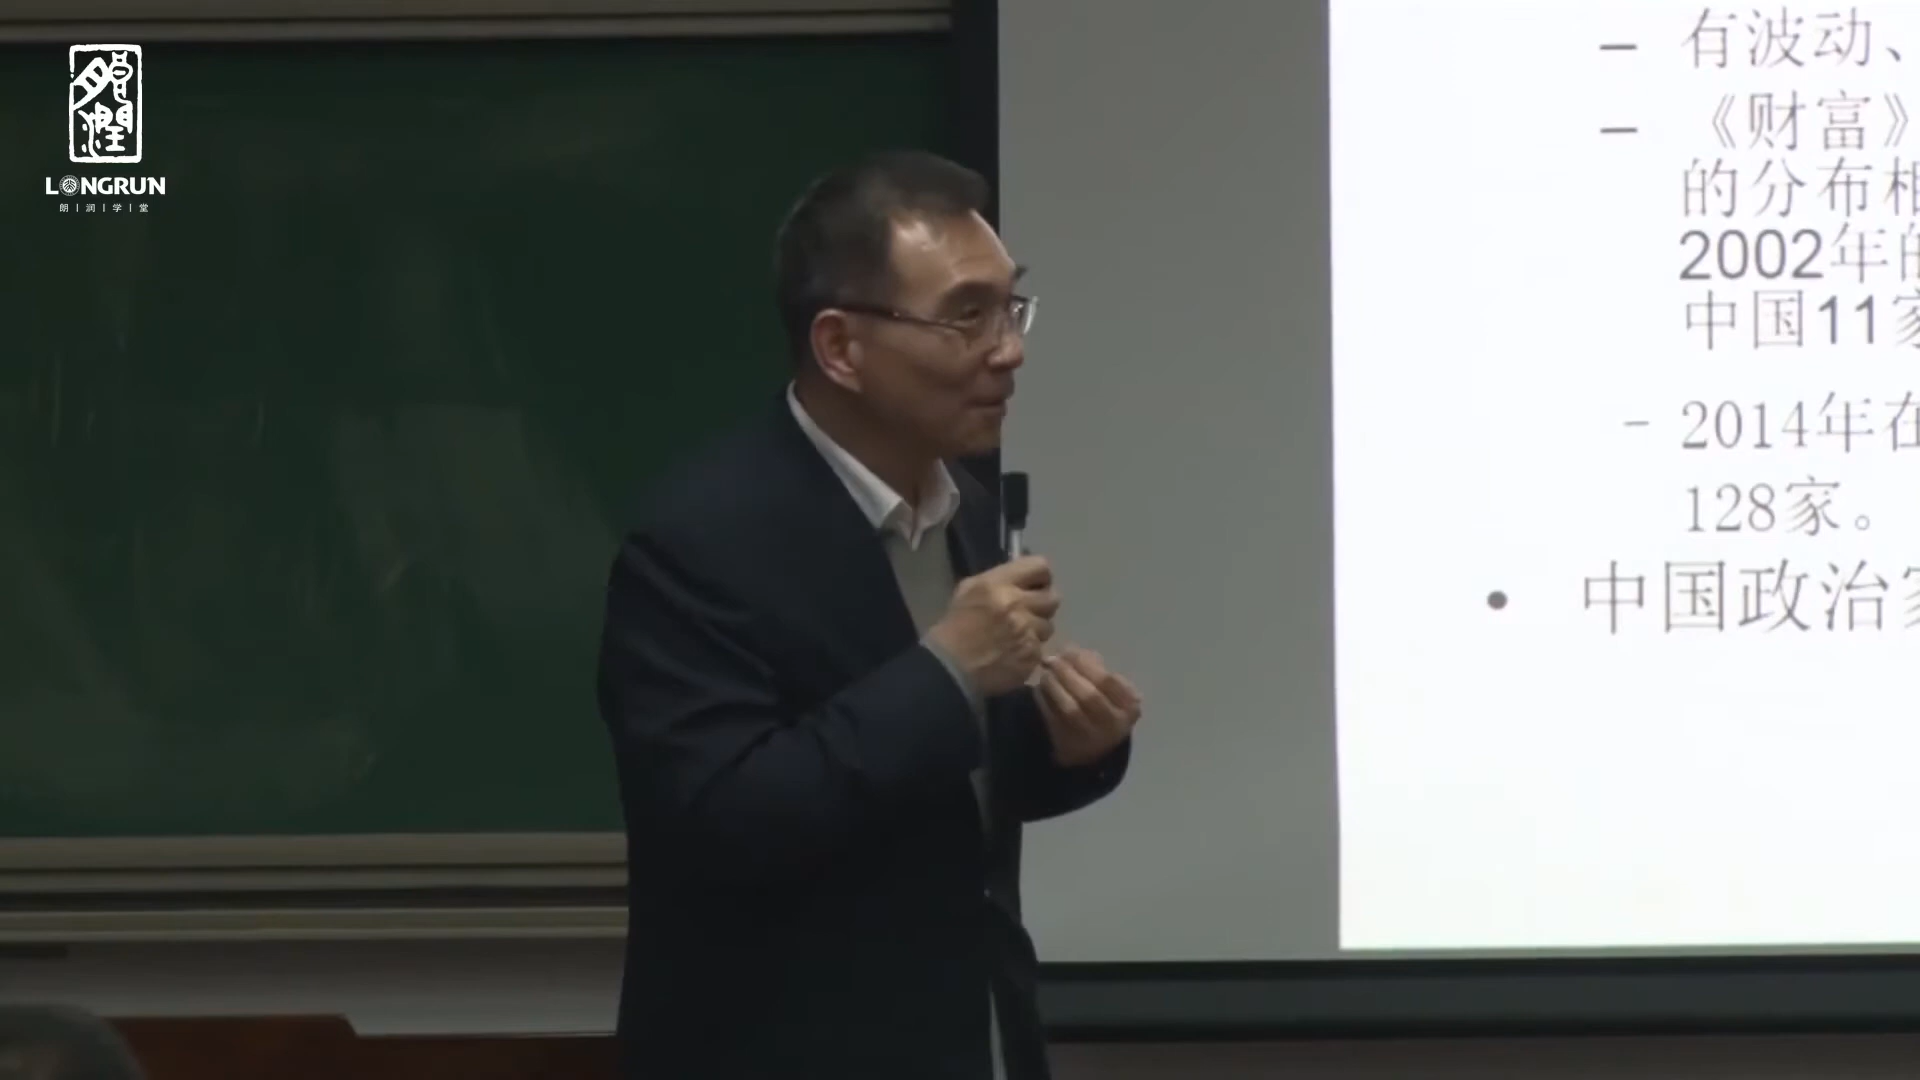 朗润
LONGRUN
朗|润|学|堂
– 有波动、
– 《财富》
的分布相
2002年的
中国11家
- 2014年在
128家。
• 中国政治家